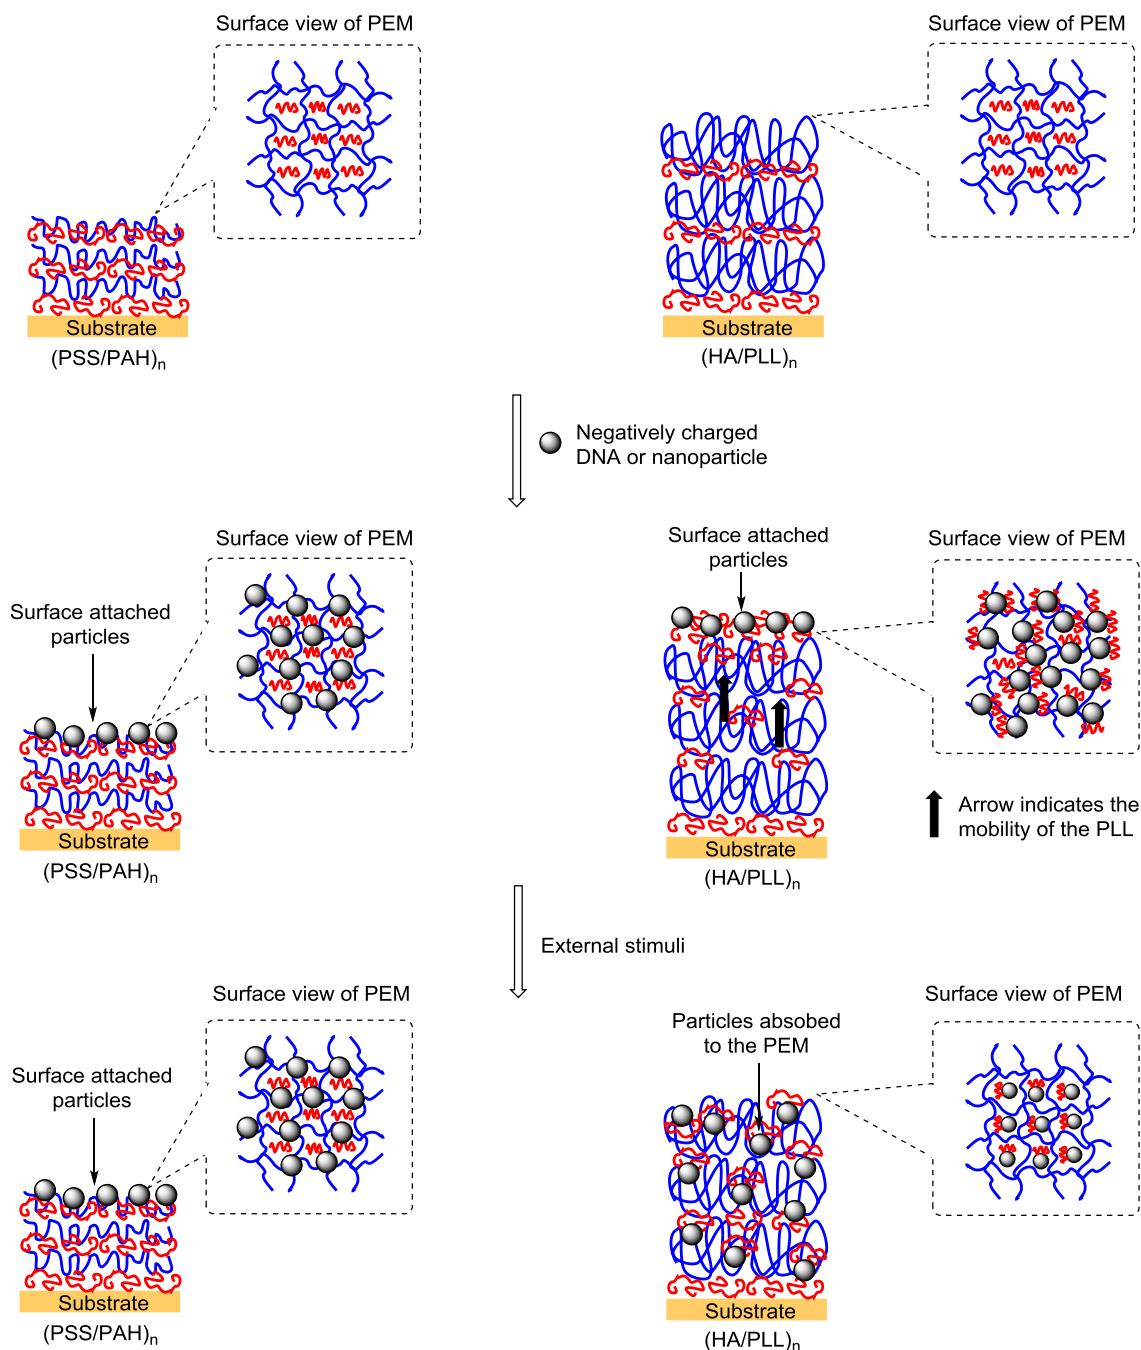 Surface view of PEM
Surface view of PEM
Substrate
(PSS/PAH)n
Substrate
(HA/PLL)n
Negatively charged
DNA or nanoparticle
Surface view of PEM
Surface attached
particles
Surface view of PEM
Surface attached
particles
Arrow indicates the
mobility of the PLL
Substrate
(PSS/PAH)n
Substrate
(HA/PLL)n
External stimuli
Surface view of PEM
Surface view of PEM
Particles absobed
to the PEM
Surface attached
particles
Substrate
(PSS/PAH)n
Substrate
(HA/PLL)n